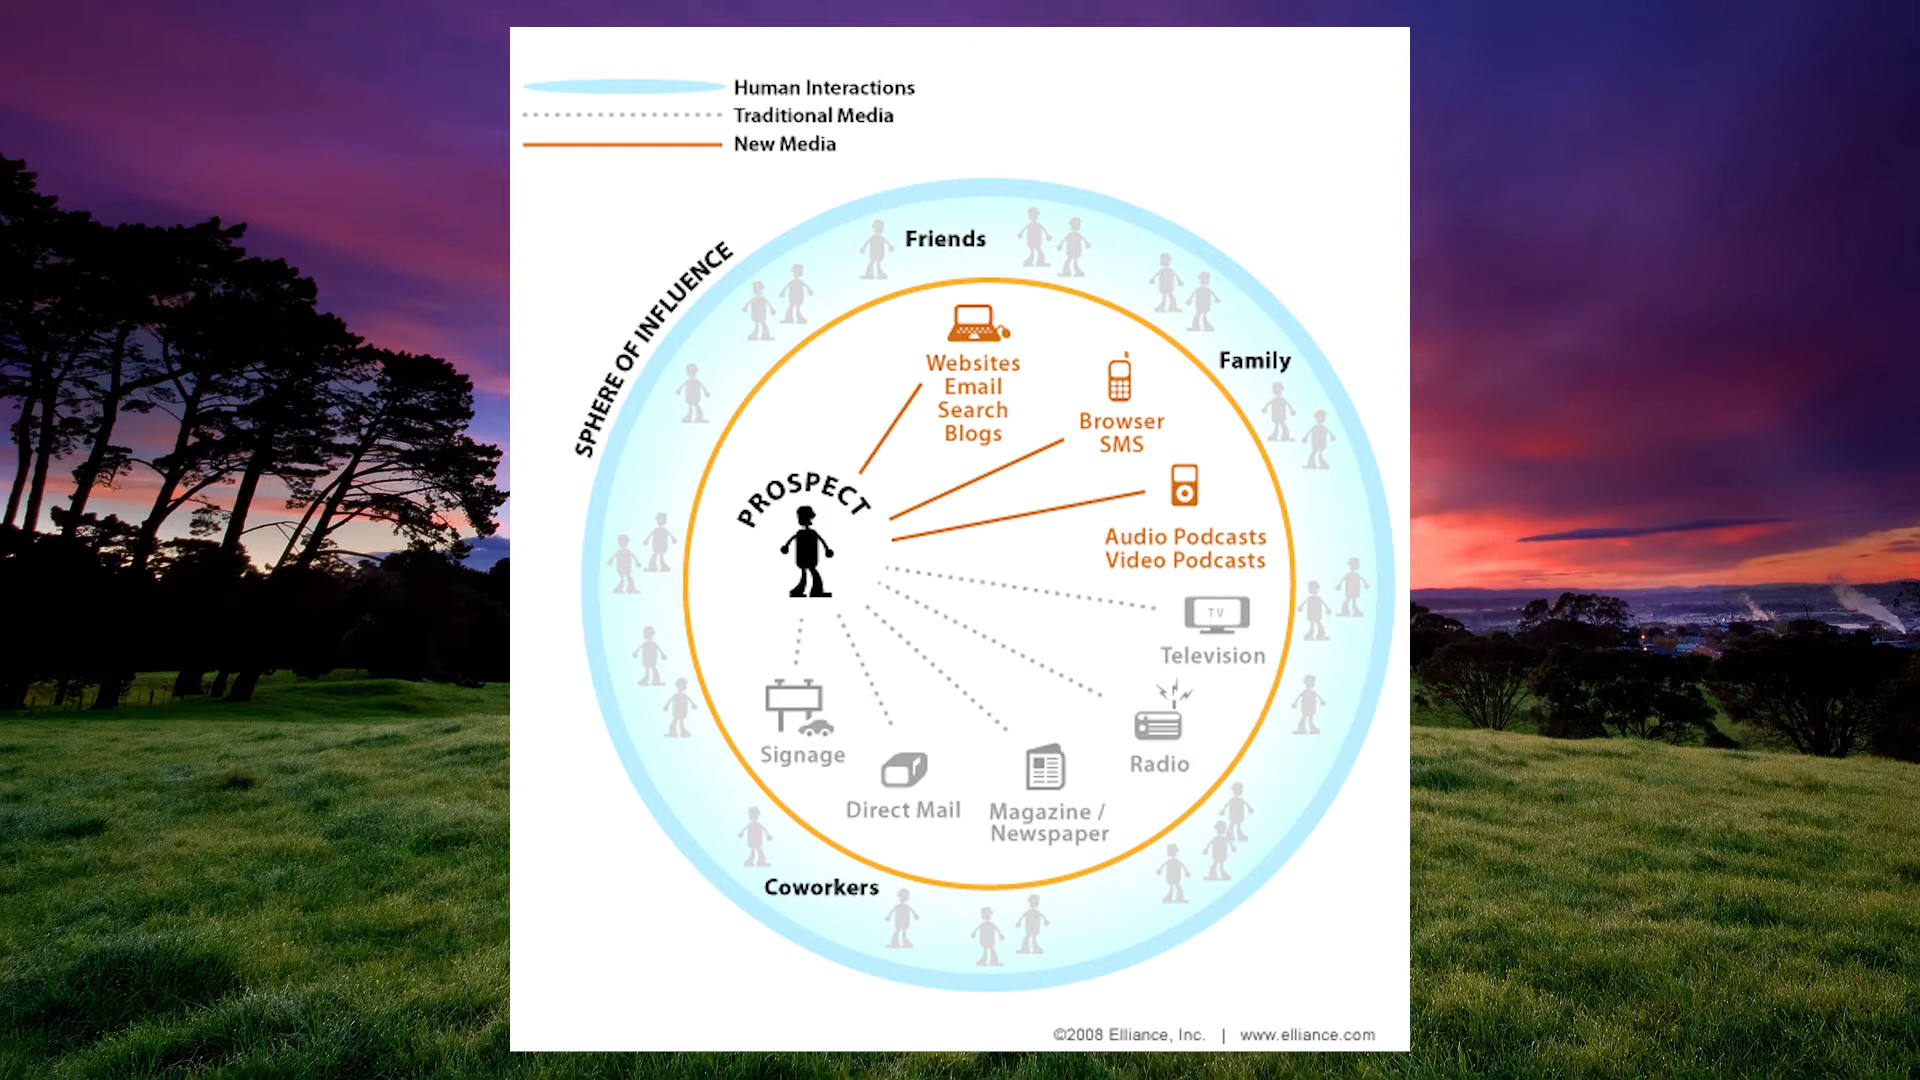 Human Interactions
Traditional Media
New Media
SPHERE OF INFLUENCE
Friends
Family
Websites
Email
Search
Blogs
Browser
SMS
PROSPECT
Audio Podcasts
Video Podcasts
TV
Television
Signage
Radio
Direct Mail
Magazine /
Newspaper
Coworkers
©2008 Elliance, Inc. | www.elliance.com